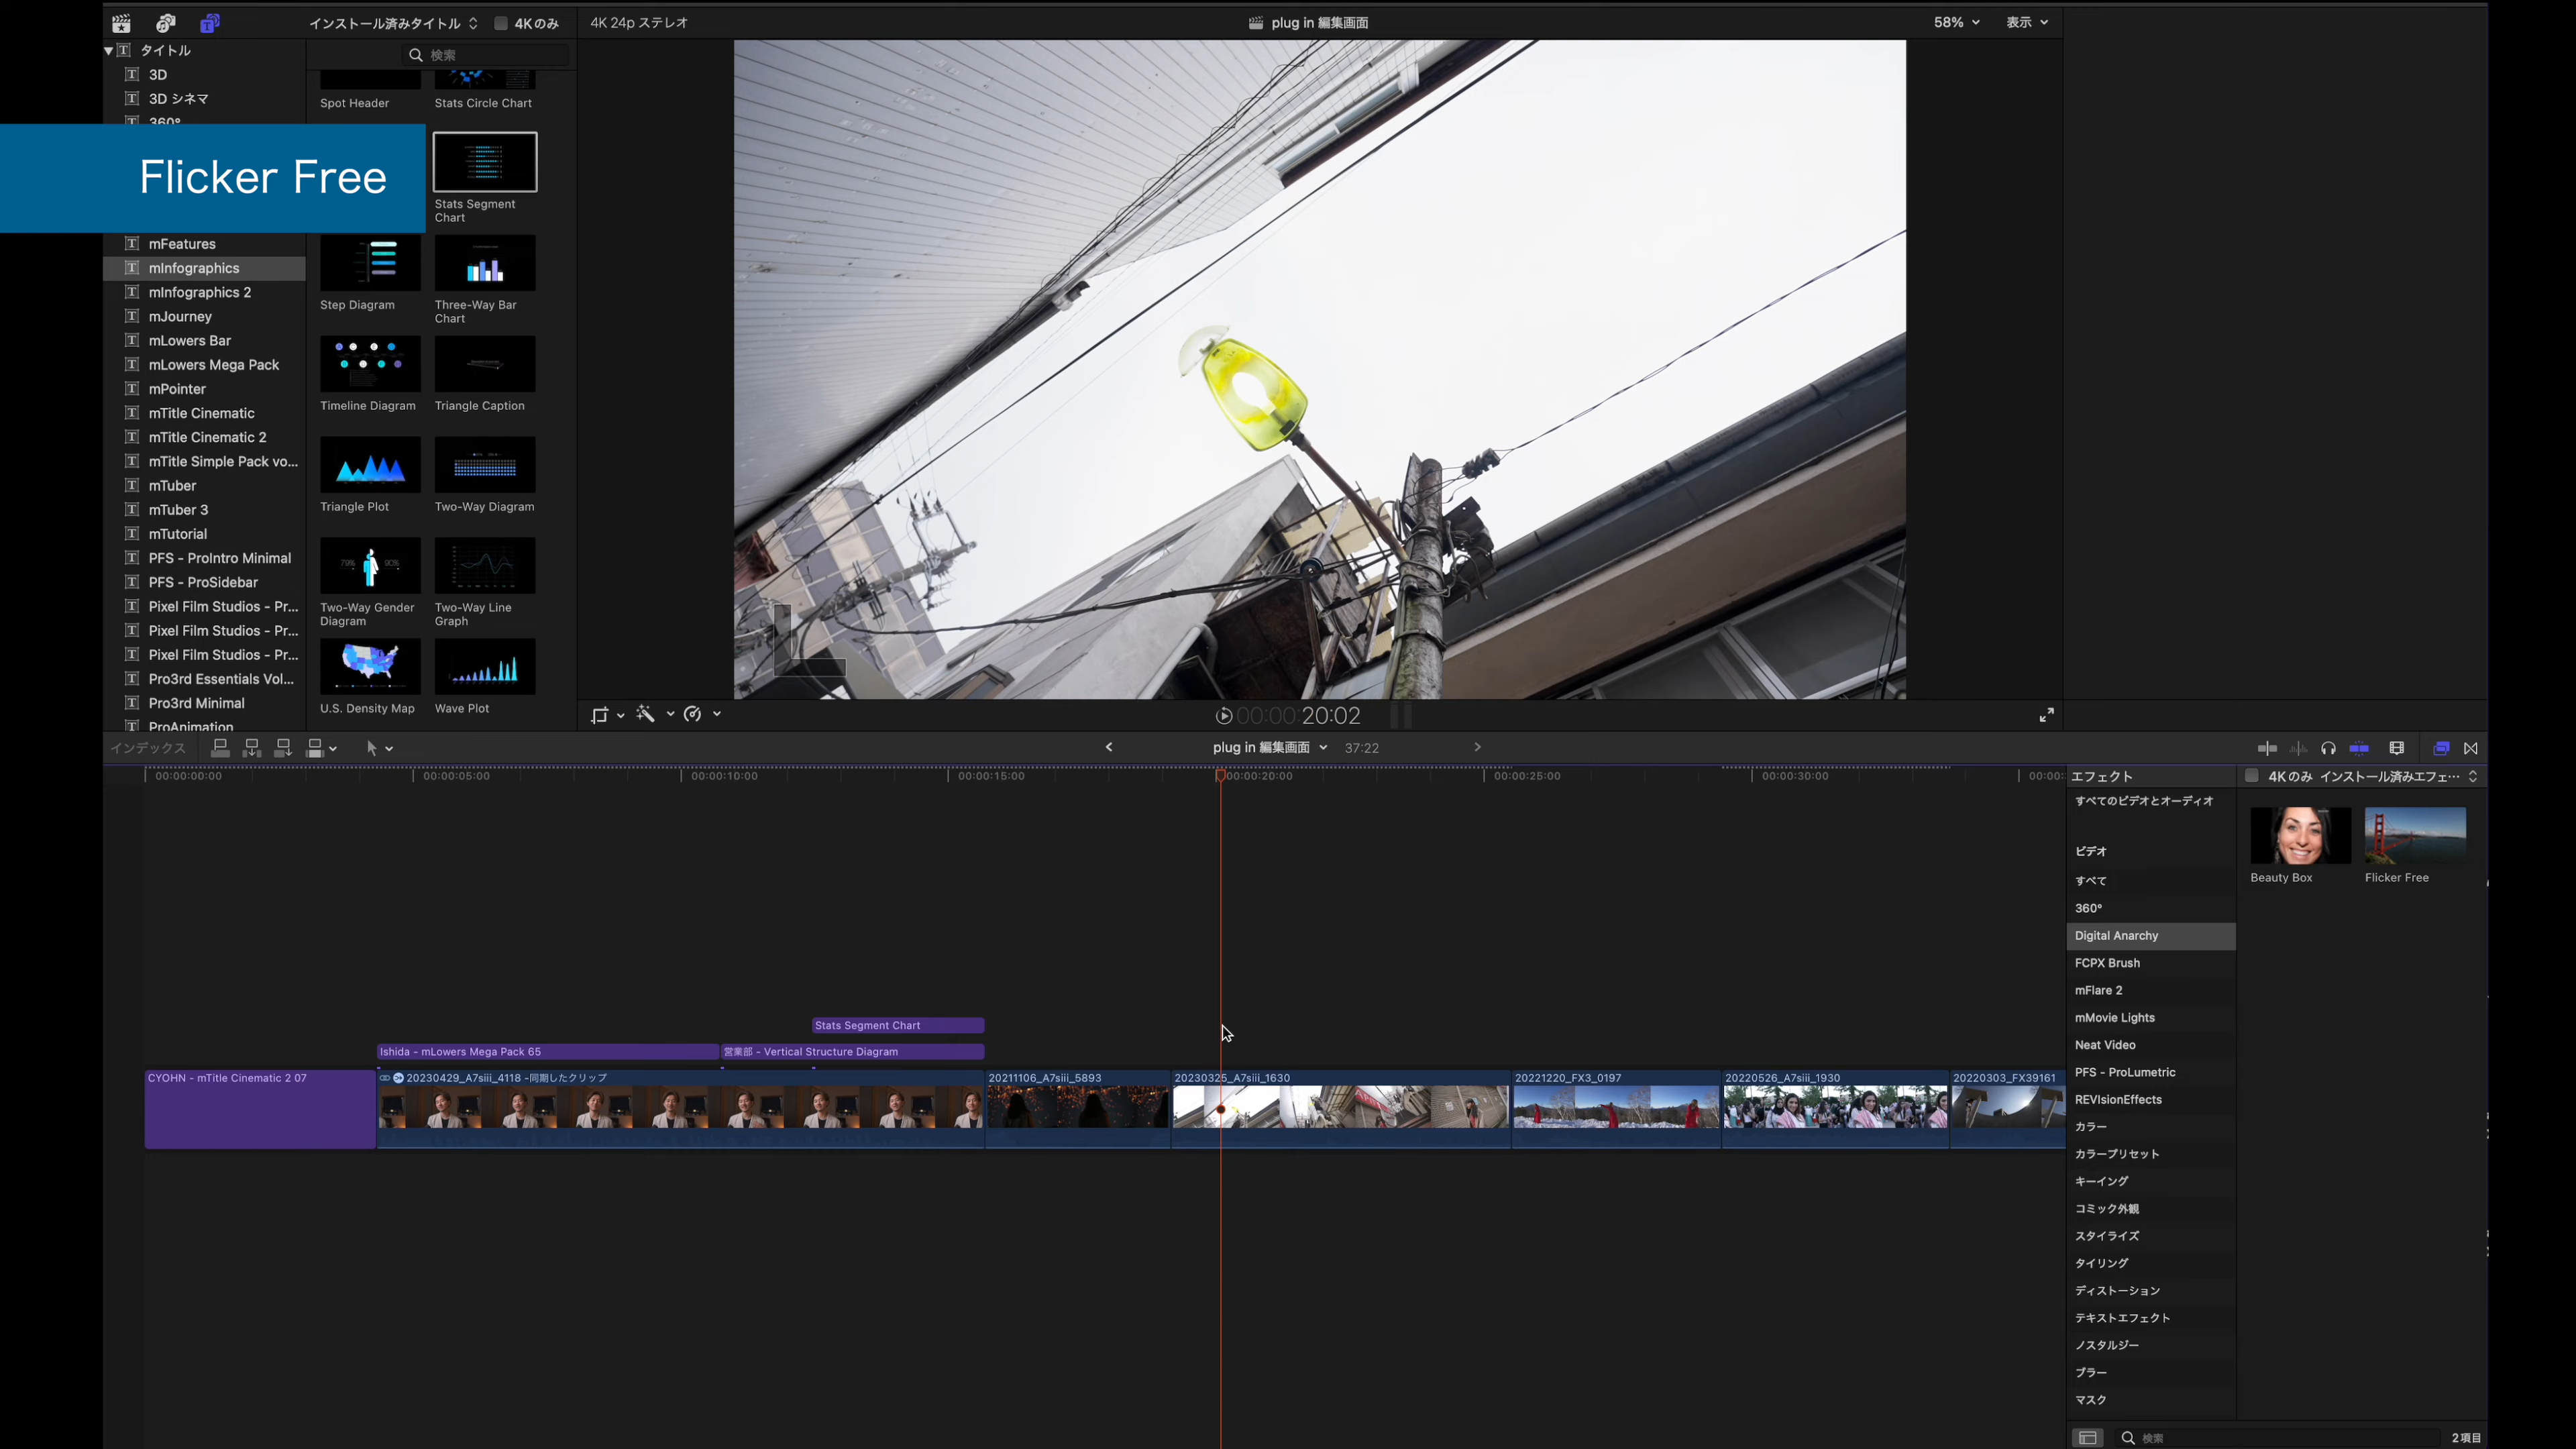 インストール済みタイトル
4Kのみ
4K 24p ステレオ
plug in 編集画面
58%
表示
タイトル
検索
3D
3D シネマ
360°
Flicker Free
mFeatures
mInfographics
mInfographics 2
mJourney
mLowers Bar
mLowers Mega Pack
mPointer
mTitle Cinematic
mTitle Cinematic 2
mTitle Simple Pack vo...
mTuber
mTuber 3
mTutorial
PFS - ProIntro Minimal
PFS - ProSidebar
Pixel Film Studios - Pr...
Pixel Film Studios - Pr...
Pixel Film Studios - Pr...
Pro3rd Essentials Vol...
Pro3rd Minimal
ProAnimation
Spot Header
Stats Circle Chart
Stats Segment
Chart
Step Diagram
Three-Way Bar
Chart
Timeline Diagram
Triangle Caption
Triangle Plot
Two-Way Diagram
79%
90%
Two-Way Gender
Diagram
Two-Way Line
Graph
U.S. Density Map
Wave Plot
00:00:20:02
インデックス
plug in 編集画面
37:22
00:00:00:00
00:00:05:00
00:00:10:00
00:00:15:00
00:00:20:00
00:00:25:00
00:00:30:00
00:00:
Stats Segment Chart
Ishida - mLowers Mega Pack 65
営業部 - Vertical Structure Diagram
CYOHN - mTitle Cinematic 2 07
20230429_A7siii_4118 -同期したクリップ
20211106_A7siii_5893
20230325_A7siii_1630
20221220_FX3_0197
20220526_A7siii_1930
20220303_FX39161
エフェクト
4Kのみ
インストール済みエフェ…
すべてのビデオとオーディオ
ビデオ
すべて
360°
Digital Anarchy
FCPX Brush
mFlare 2
mMovie Lights
Neat Video
PFS - ProLumetric
REVisionEffects
カラー
カラープリセット
キーイング
コミック外観
スタイライズ
タイリング
ディストーション
テキストエフェクト
ノスタルジー
ブラー
マスク
Beauty Box
Flicker Free
検索
2項目